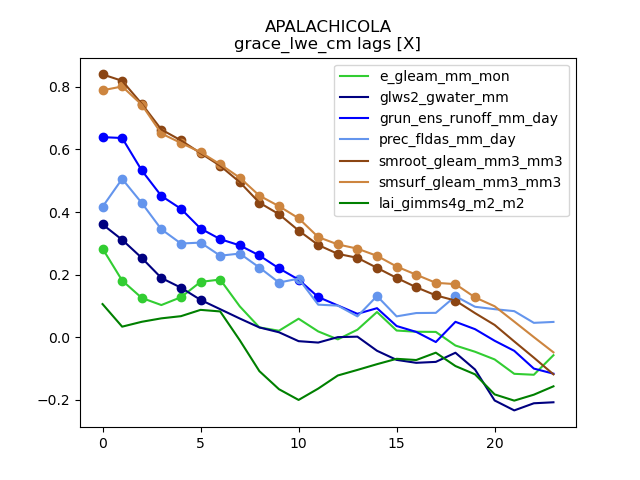 APALACHICOLA
grace_lwe_cm lags [X]
e_gleam_mm_mon
glws2_gwater_mm
grun_ens_runoff_mm_day
prec_fldas_mm_day
smroot_gleam_mm3_mm3
smsurf_gleam_mm3_mm3
lai_gimms4g_m2_m2
0.8
0.6
0.4
0.2
0.0
−0.2
0 5 10 15 20